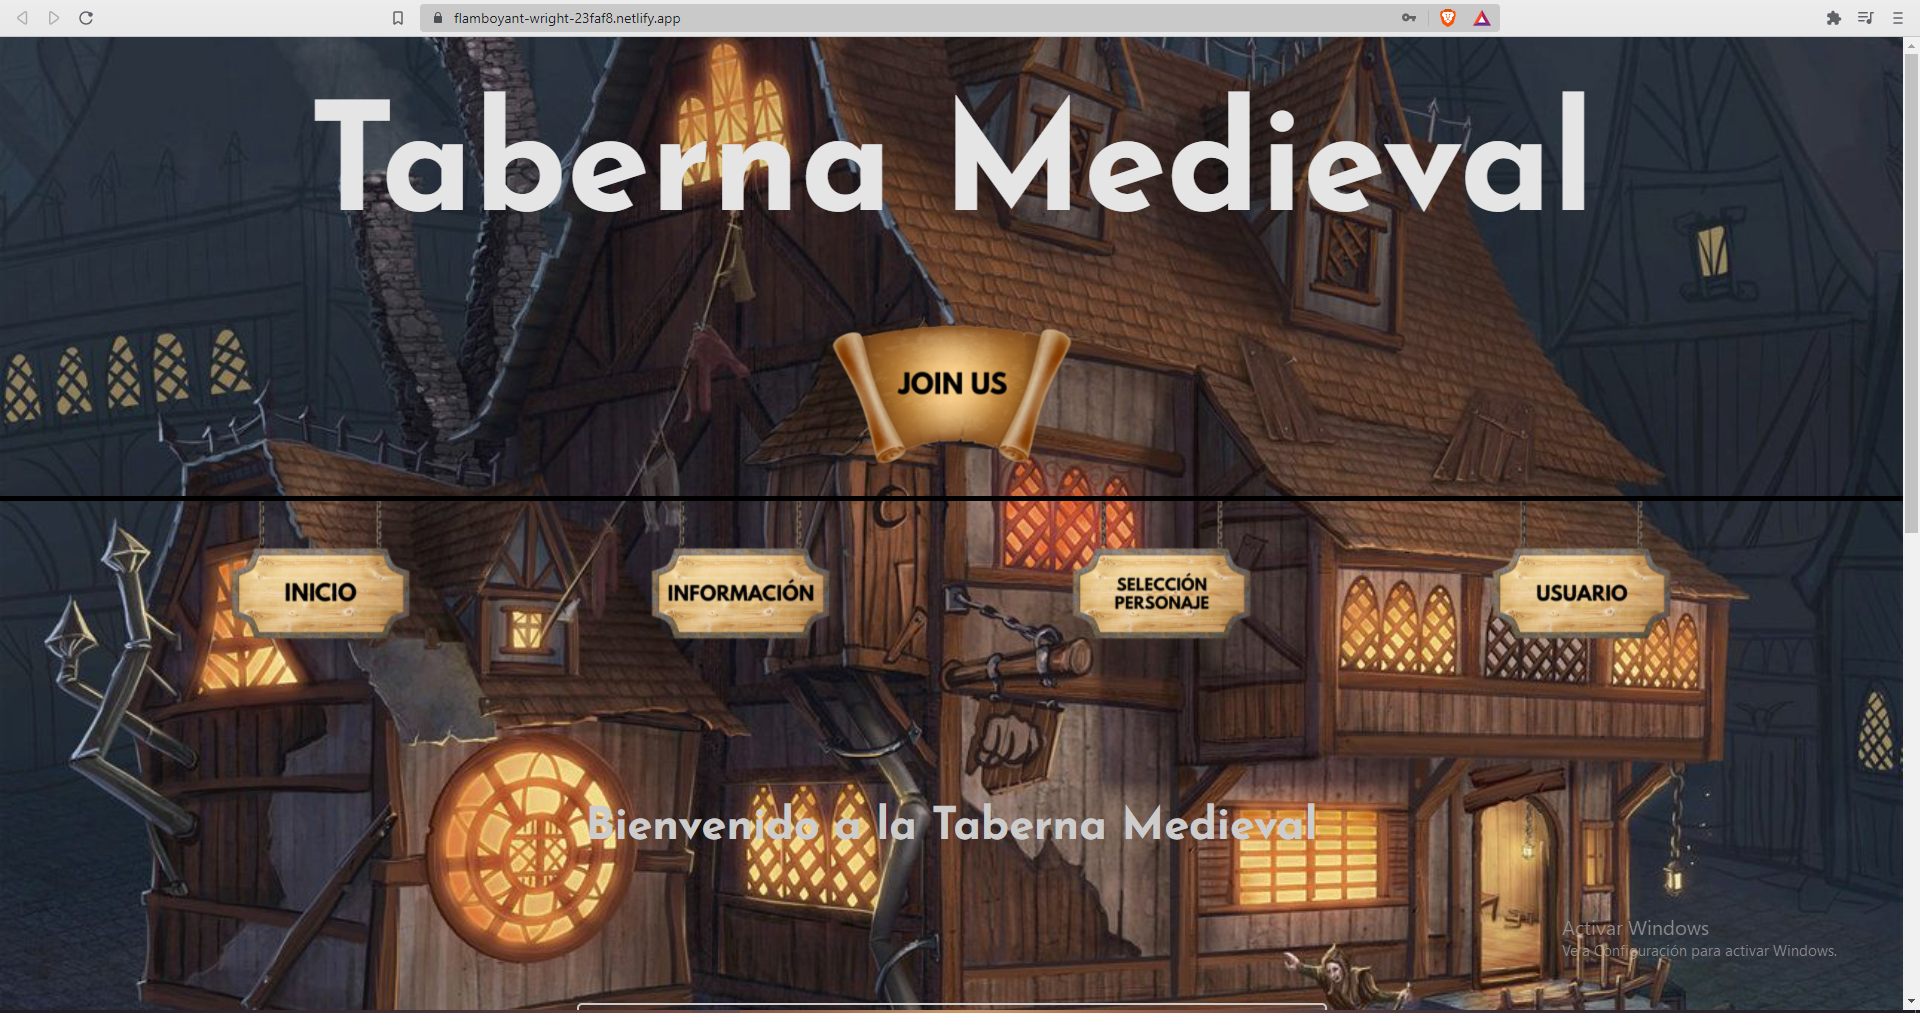 flamboyant-wright-23faf8.netlify.app
Taberna Medieval
JOIN US
INICIO
INFORMACIÓN
SELECCIÓN
PERSONAJE
USUARIO
Bienvenido a la Taberna Medieval
Activar Windows
Ve a Configuración para activar Windows.